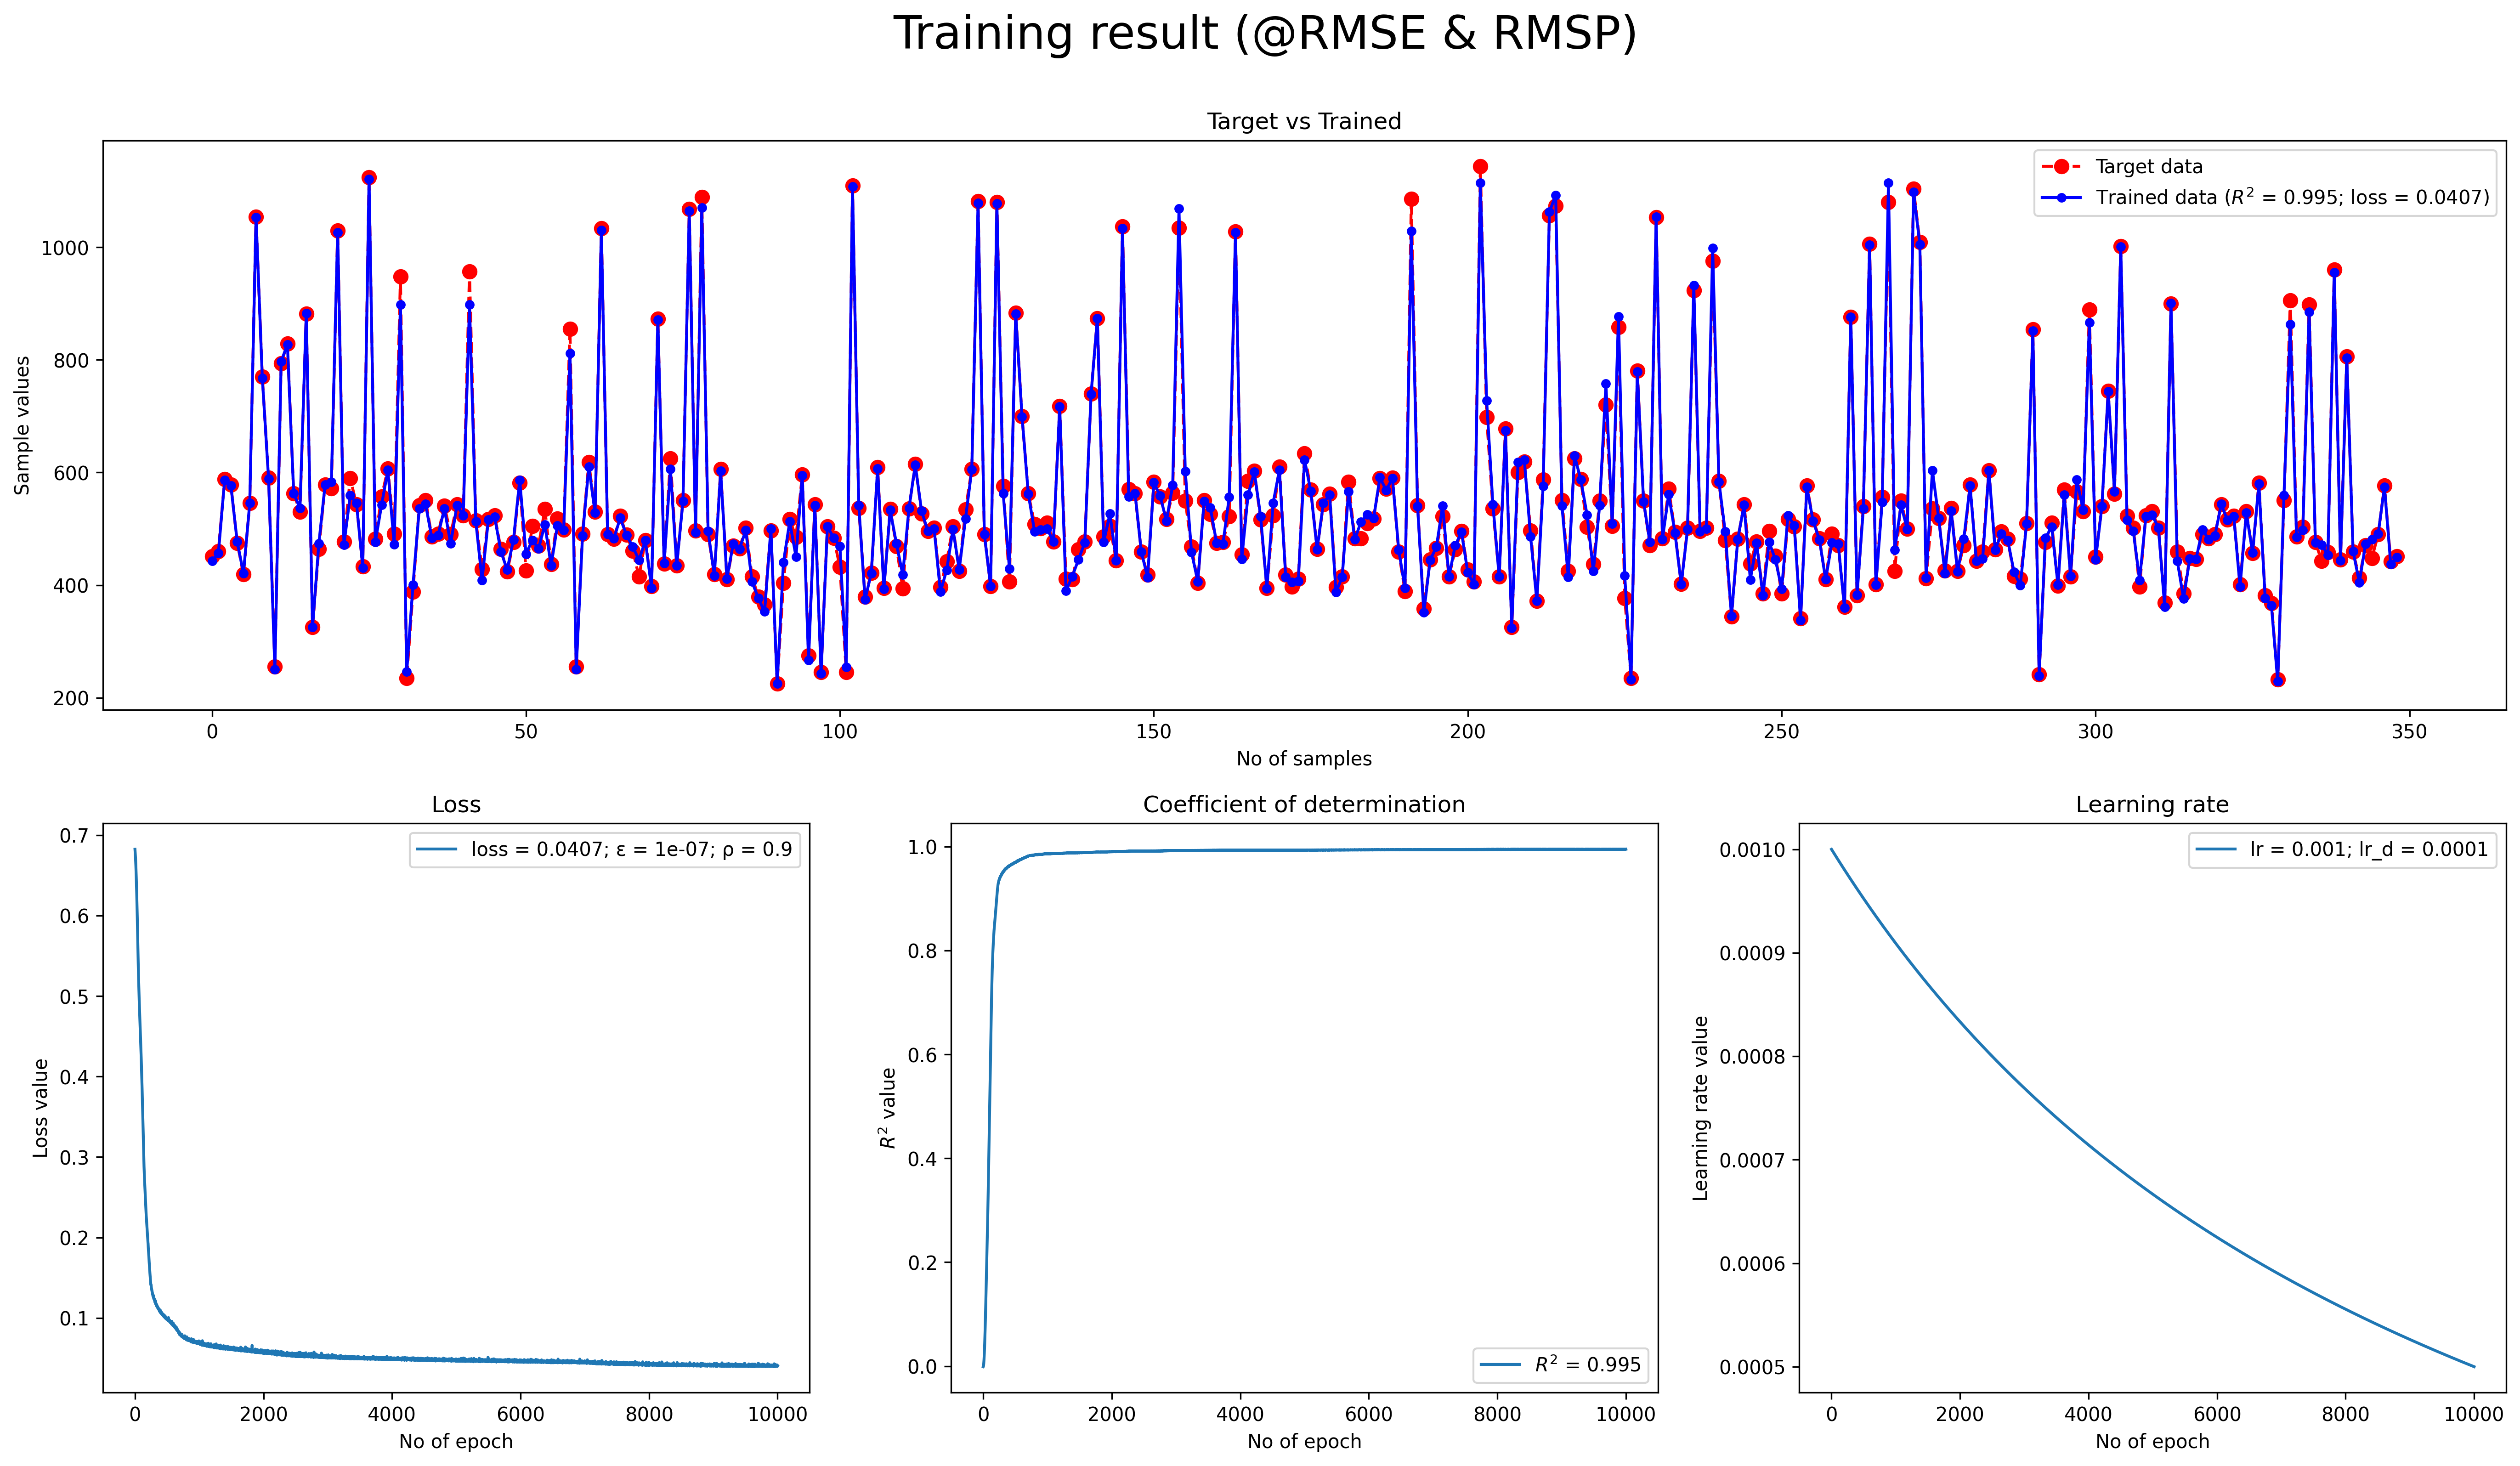 Training result (@RMSE & RMSP)
Target vs Trained
Target data
Trained data (R² = 0.995; loss = 0.0407)
Sample values
1000
800
600
400
200
0 50 100 150 200 250 300 350
No of samples
Loss
loss = 0.0407; ε = 1e-07; ρ = 0.9
Loss value
0.7
0.6
0.5
0.4
0.3
0.2
0.1
0 2000 4000 6000 8000 10000
No of epoch
Coefficient of determination
R² value
1.0
0.8
0.6
0.4
0.2
0.0
R² = 0.995
0 2000 4000 6000 8000 10000
No of epoch
Learning rate
lr = 0.001; lr_d = 0.0001
Learning rate value
0.0010
0.0009
0.0008
0.0007
0.0006
0.0005
0 2000 4000 6000 8000 10000
No of epoch